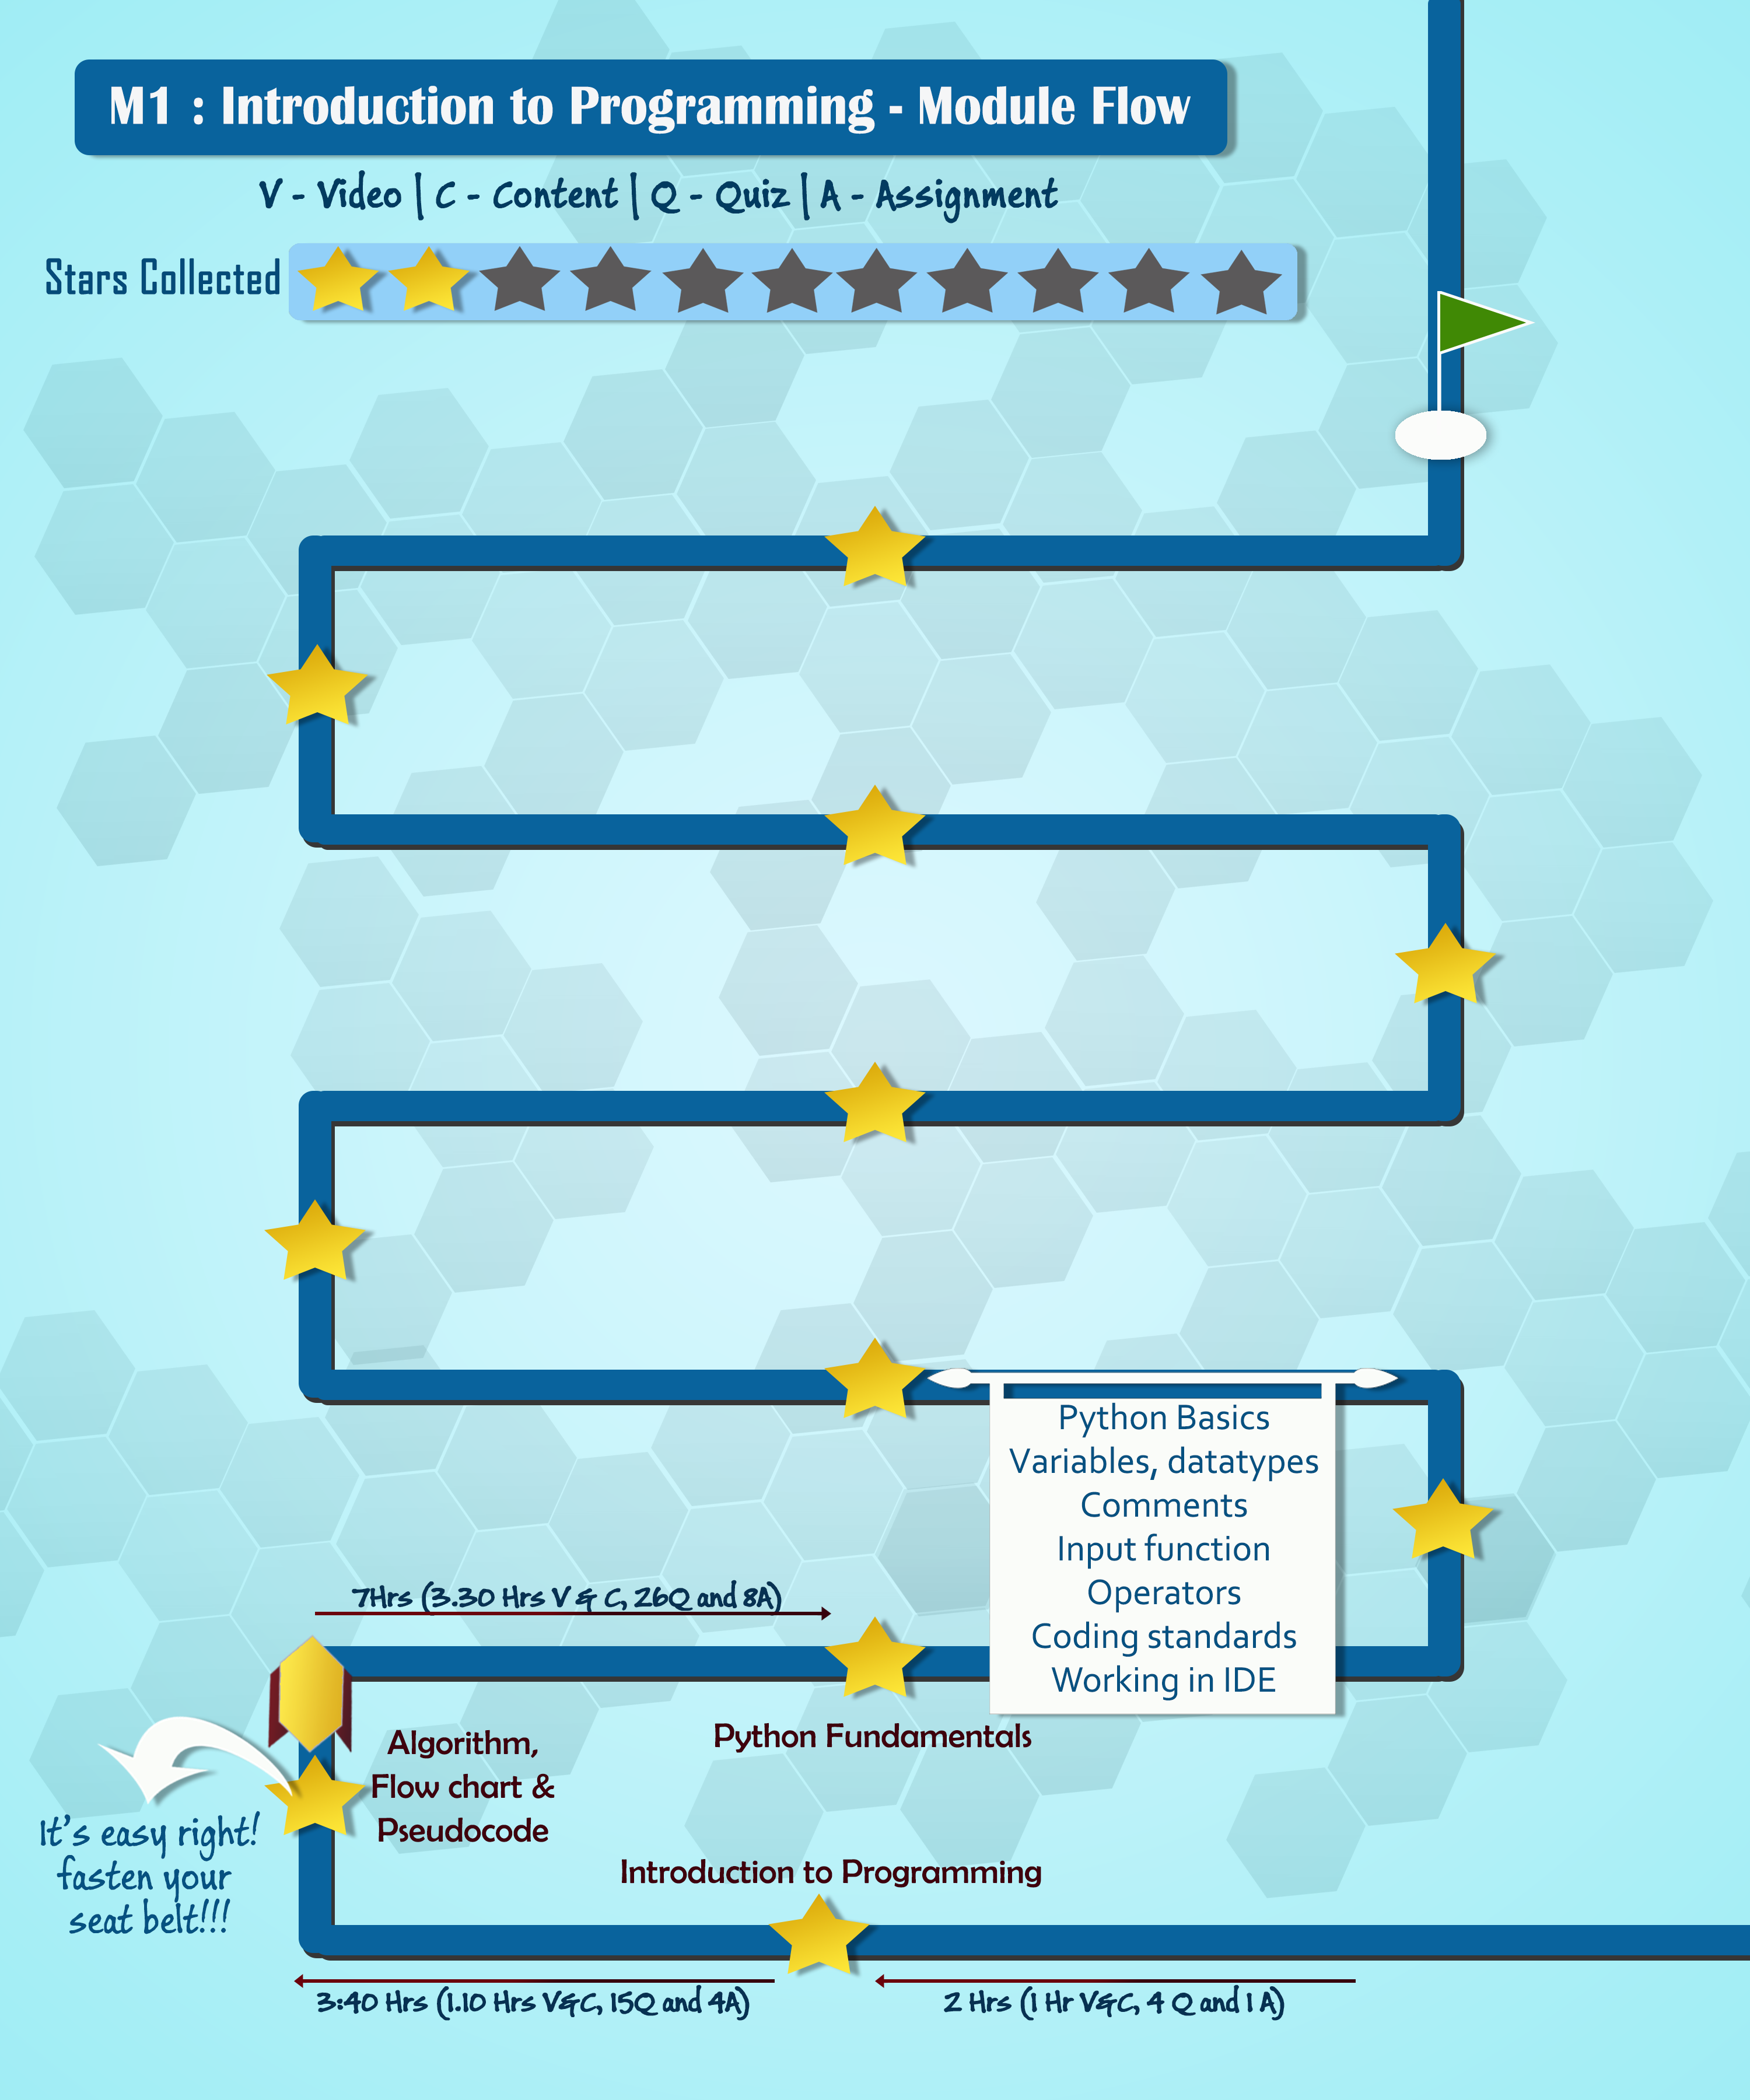 M1 : Introduction to Programming - Module Flow
V - Video | C - Content | Q - Quiz | A - Assignment
Stars Collected
Python Basics
Variables, datatypes
Comments
Input function
Operators
Coding standards
Working in IDE
7Hrs (3.30 Hrs V & C, 26Q and 8A)
Python Fundamentals
Algorithm,
Flow chart &
Pseudocode
It's easy right!
fasten your
seat belt!!!
Introduction to Programming
3:40 Hrs (1.10 Hrs V&C, 15Q and 4A)
2 Hrs (1 Hr V&C, 4 Q and 1 A)